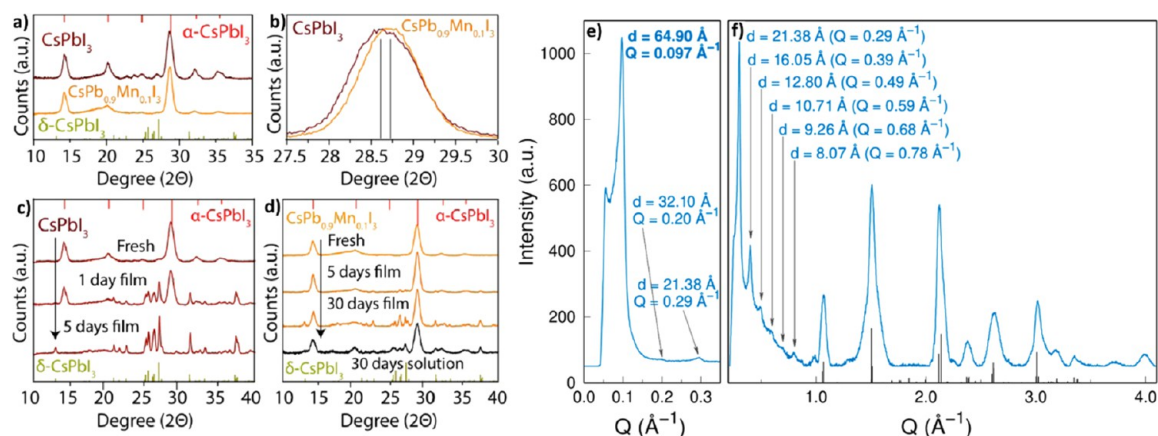 a)
CsPbI3
α-CsPbI3
CsPb0.9Mn0.1I3
δ-CsPbI3
Counts (a.u.)
10 15 20 25 30 35
Degree (2Θ)
b)
CsPbI3
CsPb0.9Mn0.1I3
Counts (a.u.)
27.5 28 28.5 29 29.5 30
Degree (2Θ)
c)
CsPbI3
α-CsPbI3
Fresh
1 day film
5 days film
δ-CsPbI3
Counts (a.u.)
10 15 20 25 30 35 40
Degree (2Θ)
d)
CsPb0.9Mn0.1I3
α-CsPbI3
Fresh
5 days film
30 days film
30 days solution
δ-CsPbI3
Counts (a.u.)
10 15 20 25 30 35 40
Degree (2Θ)
e)
d: 64.90 Å
Q = 0.097 Å⁻¹
d: 32.10 Å
Q = 0.20 Å⁻¹
d: 21.38 Å
Q = 0.29 Å⁻¹
1000
800
600
400
200
0
Intensity (a.u.)
0.1 0.2 0.3
Q (Å⁻¹)
f)
d: 21.38 Å (Q = 0.29 Å⁻¹)
d: 16.05 Å (Q = 0.39 Å⁻¹)
d: 12.80 Å (Q = 0.49 Å⁻¹)
d: 10.71 Å (Q = 0.59 Å⁻¹)
d: 9.26 Å (Q = 0.68 Å⁻¹)
d: 8.07 Å (Q = 0.78 Å⁻¹)
1.0 2.0 3.0 4.0
Q (Å⁻¹)